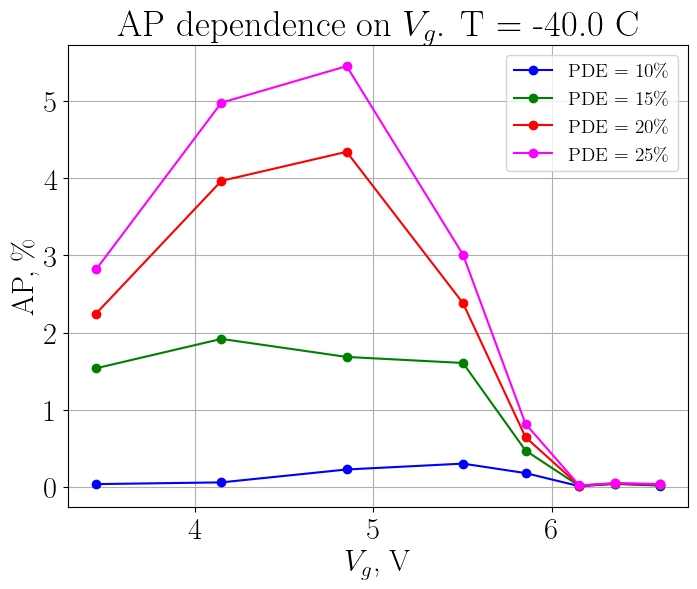 AP dependence on V_g. T = -40.0 C
PDE = 10%
PDE = 15%
PDE = 20%
PDE = 25%
AP, %
5
4
3
2
1
0
4 5 6
V_g, V